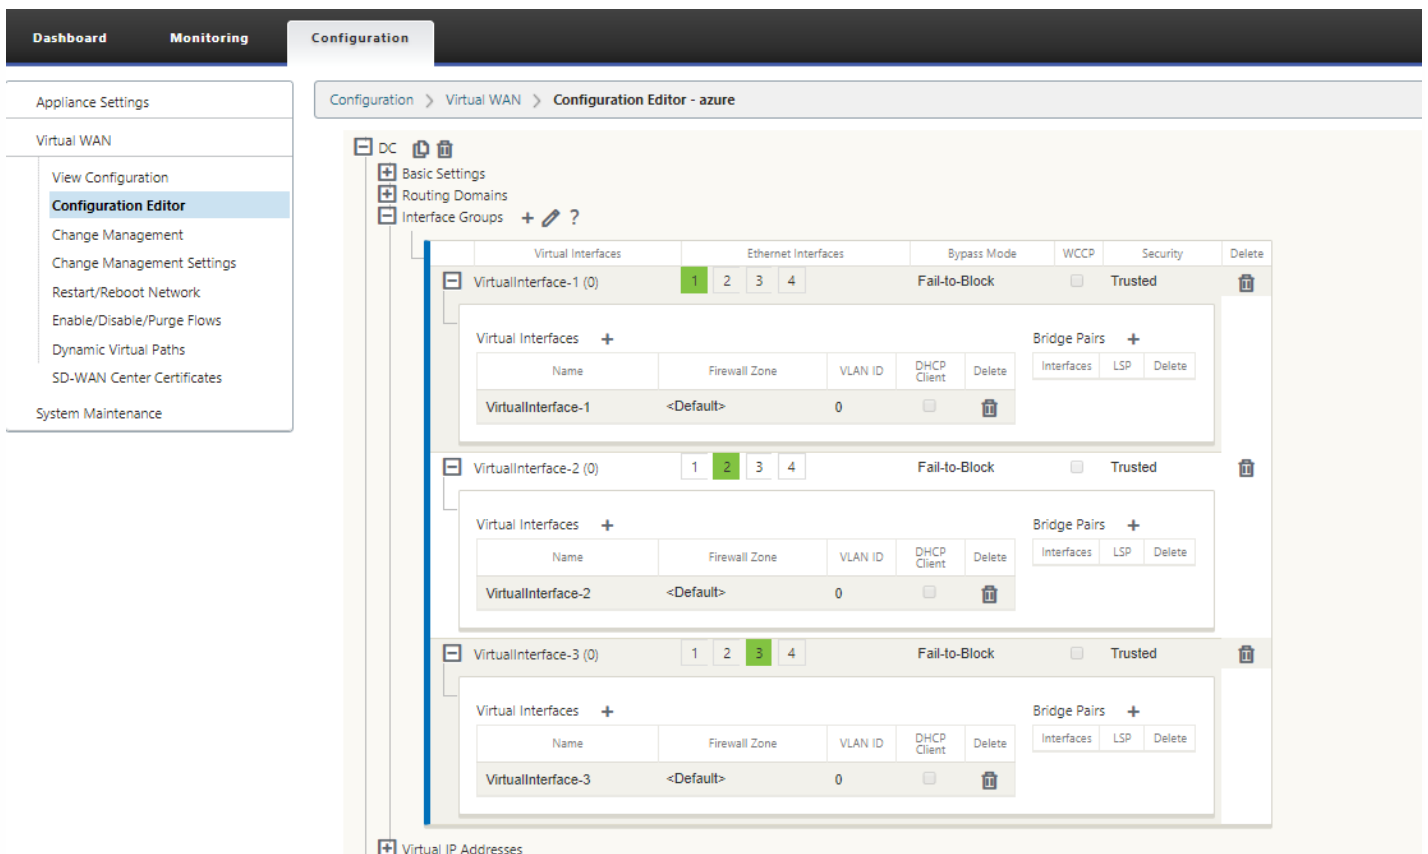 Dashboard Monitoring Configuration
Appliance Settings
Virtual WAN
View Configuration
Configuration Editor
Change Management
Change Management Settings
Restart/Reboot Network
Enable/Disable/Purge Flows
Dynamic Virtual Paths
SD-WAN Center Certificates
System Maintenance
Configuration > Virtual WAN > Configuration Editor - azure
DC
Basic Settings
Routing Domains
Interface Groups + ?
Virtual Interfaces Ethernet Interfaces Bypass Mode WCCP Security Delete
VirtualInterface-1 (0) 1 2 3 4 Fail-to-Block Trusted
Virtual Interfaces + Bridge Pairs +
Name Firewall Zone VLAN ID DHCP Client Delete Interfaces LSP Delete
VirtualInterface-1 <Default> 0
VirtualInterface-2 (0) 1 2 3 4 Fail-to-Block Trusted
Virtual Interfaces + Bridge Pairs +
Name Firewall Zone VLAN ID DHCP Client Delete Interfaces LSP Delete
VirtualInterface-2 <Default> 0
VirtualInterface-3 (0) 1 2 3 4 Fail-to-Block Trusted
Virtual Interfaces + Bridge Pairs +
Name Firewall Zone VLAN ID DHCP Client Delete Interfaces LSP Delete
VirtualInterface-3 <Default> 0
Virtual IP Addresses